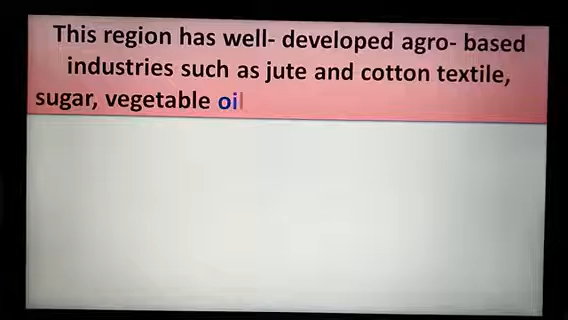 This region has well- developed agro- based
industries such as jute and cotton textile,
sugar, vegetable oil